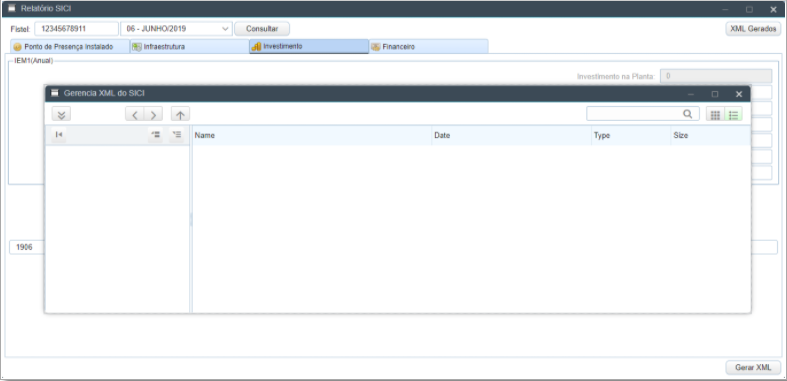 Relatório SICI
Fistel: 12345678911 06 - JUNHO/2019 Consultar XML Gerados
Ponto de Presença Instalado Infraestrutura Investimento Financeiro
IEM1(Anual)
Investimento na Planta: 0
Gerencia XML do SICI
Name Date Type Size
1906
Gerar XML